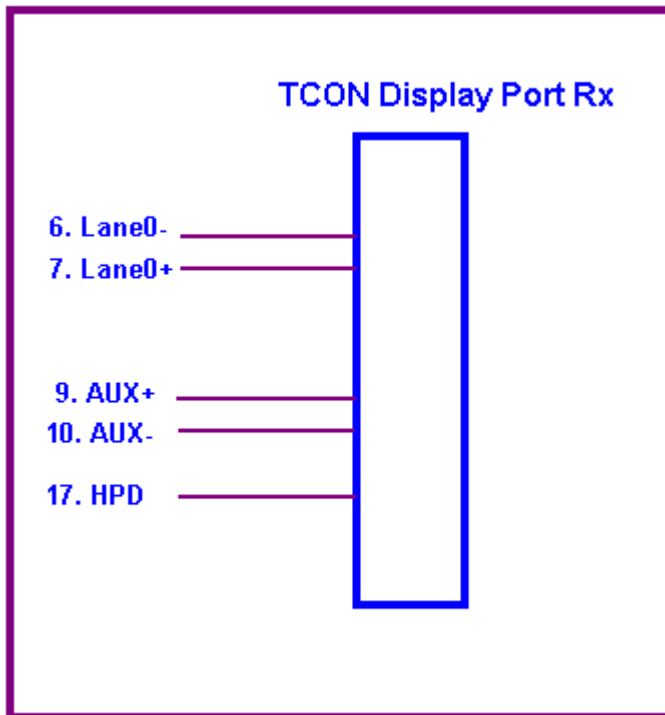 TCON Display Port Rx
6. Lane0-
7. Lane0+
9. AUX+
10. AUX-
17. HPD